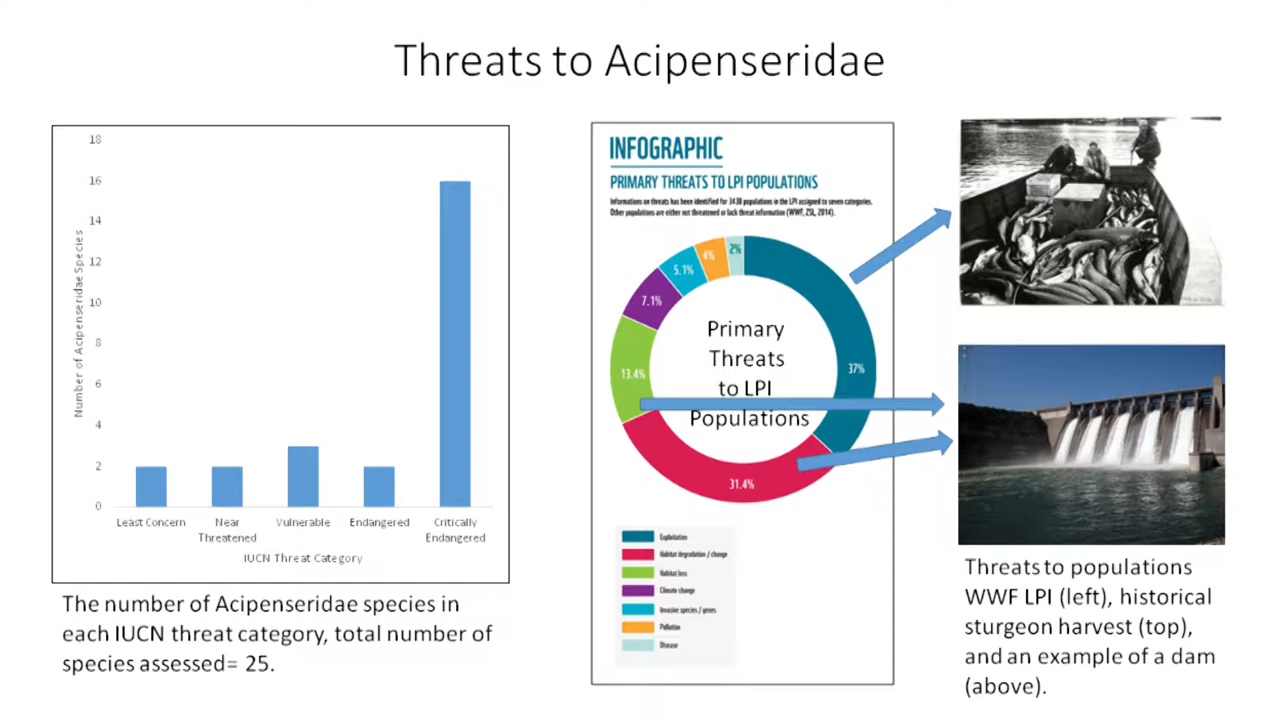 Threats to Acipenseridae
18
16
14
12
10
8
6
4
2
0
Number of Acipenseridae Species
Least Concern
Near
Threatened
Vulnerable
Endangered
Critically
Endangered
IUCN Threat Category
The number of Acipenseridae species in
each IUCN threat category, total number of
species assessed= 25.
INFOGRAPHIC
PRIMARY THREATS TO LPI POPULATIONS
Informations on threats has been identified for 3430 populations in the LPI assigned to seven categories.
Other populations are either not threatened or lack threat information (WWF, ZSL, 2014).
2%
4%
5.1%
7.1%
13.4%
37%
31.4%
Primary
Threats
to LPI
Populations
Exploitation
Habitat degradation / change
Habitat loss
Climate change
Invasive species / genes
Pollution
Disease
Threats to populations
WWF LPI (left), historical
sturgeon harvest (top),
and an example of a dam
(above).